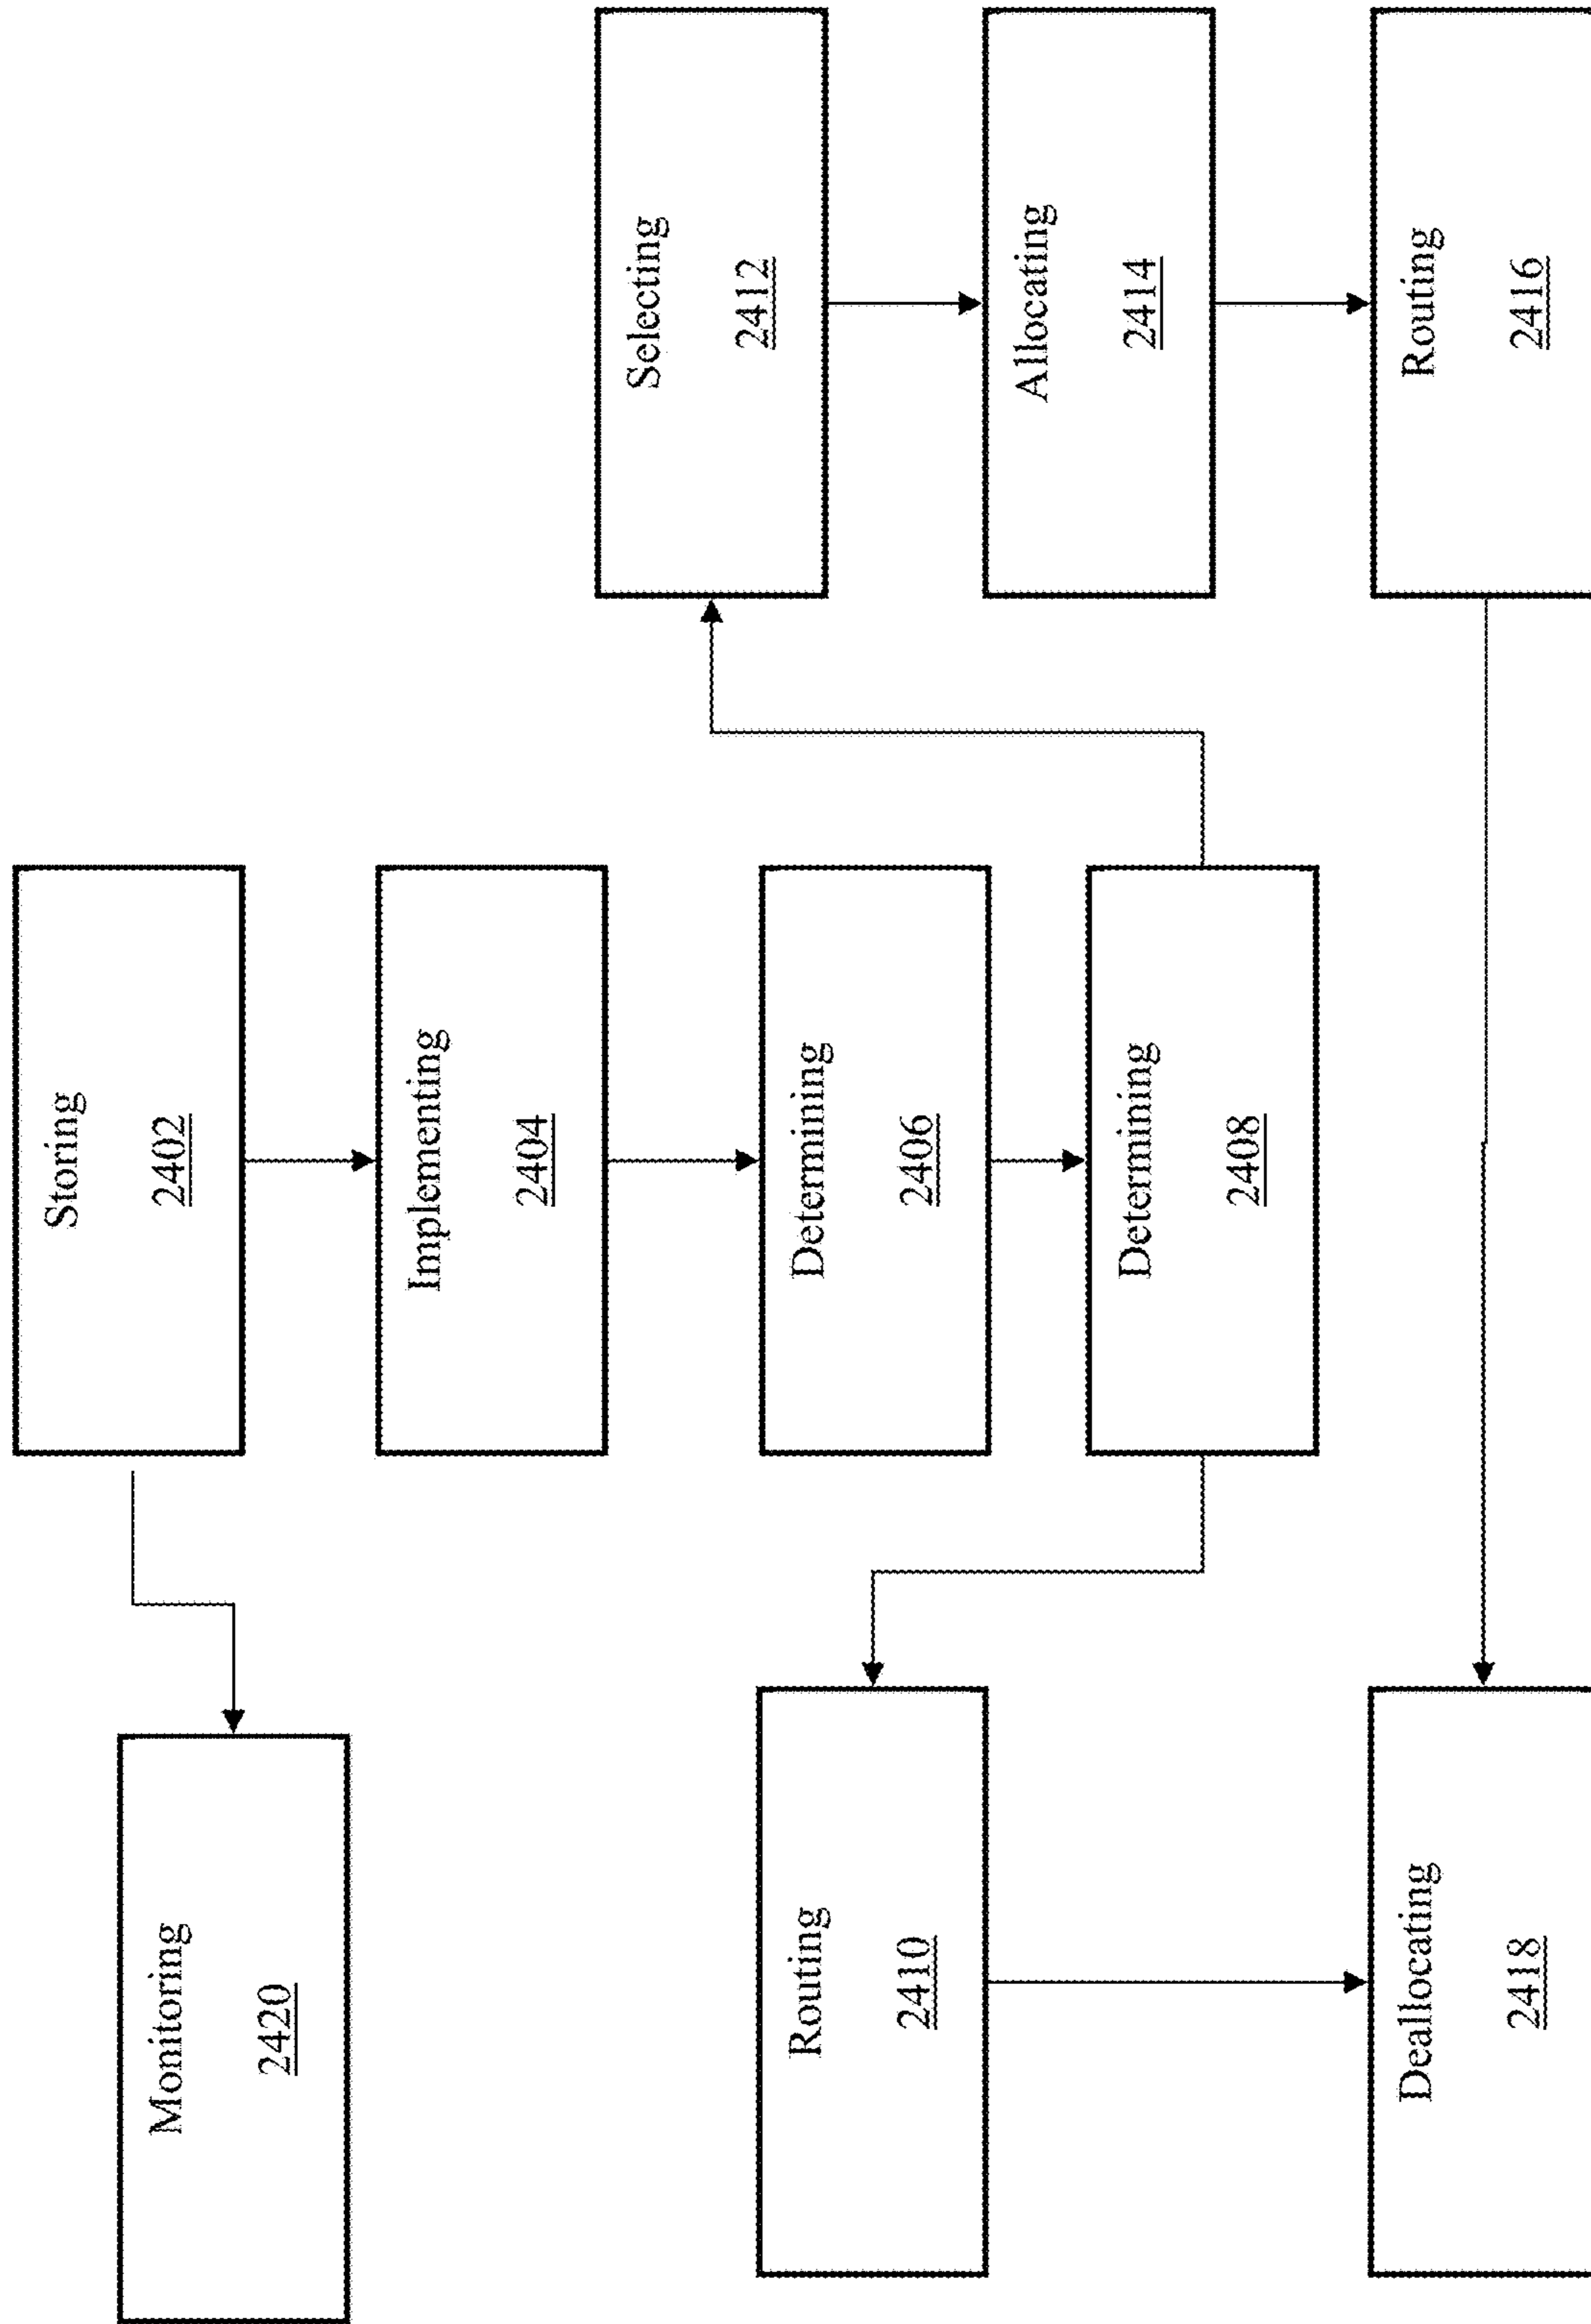 Storing
2402
Implementing
2404
Determining
2406
Determining
2408
Monitoring
2420
Routing
2410
Deallocating
2418
Selecting
2412
Allocating
2414
Routing
2416